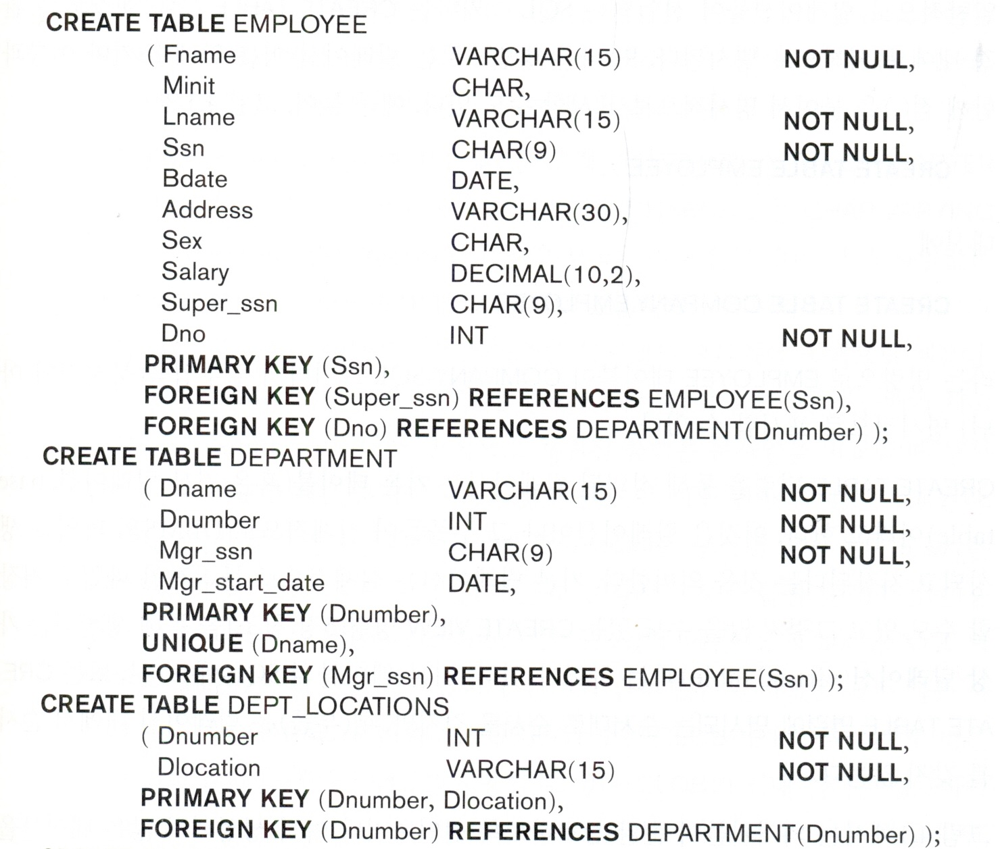 CREATE TABLE EMPLOYEE
( Fname VARCHAR(15) NOT NULL,
Minit CHAR,
Lname VARCHAR(15) NOT NULL,
Ssn CHAR(9) NOT NULL,
Bdate DATE,
Address VARCHAR(30),
Sex CHAR,
Salary DECIMAL(10,2),
Super_ssn CHAR(9),
Dno INT NOT NULL,
PRIMARY KEY (Ssn),
FOREIGN KEY (Super_ssn) REFERENCES EMPLOYEE(Ssn),
FOREIGN KEY (Dno) REFERENCES DEPARTMENT(Dnumber) );
CREATE TABLE DEPARTMENT
( Dname VARCHAR(15) NOT NULL,
Dnumber INT NOT NULL,
Mgr_ssn CHAR(9) NOT NULL,
Mgr_start_date DATE,
PRIMARY KEY (Dnumber),
UNIQUE (Dname),
FOREIGN KEY (Mgr_ssn) REFERENCES EMPLOYEE(Ssn) );
CREATE TABLE DEPT_LOCATIONS
( Dnumber INT NOT NULL,
Dlocation VARCHAR(15) NOT NULL,
PRIMARY KEY (Dnumber, Dlocation),
FOREIGN KEY (Dnumber) REFERENCES DEPARTMENT(Dnumber) );